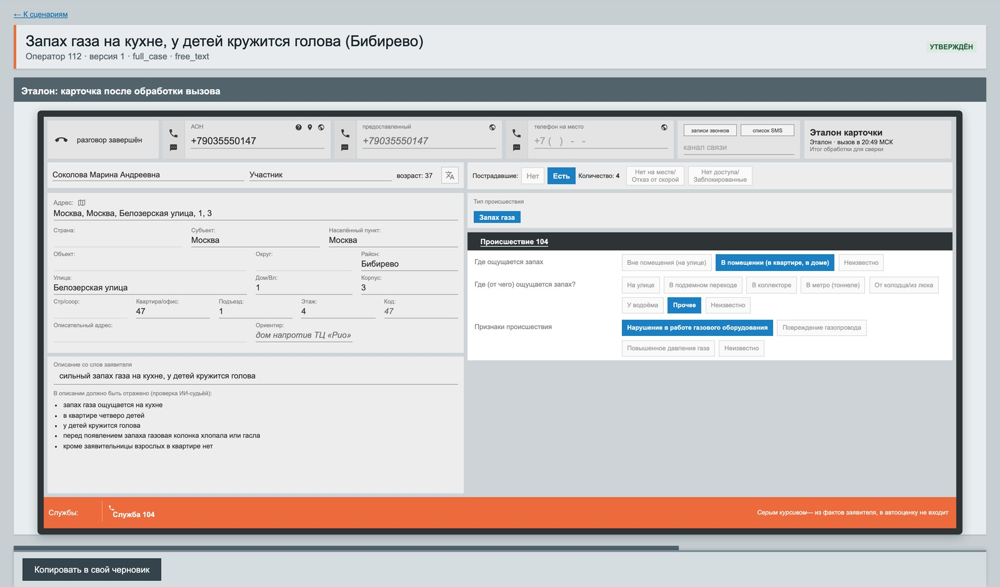 ← К сценариям
Запах газа на кухне, у детей кружится голова (Бибирево)
Оператор 112 · версия 1 · full_case · free_text
УТВЕРЖДЁН
Эталон: карточка после обработки вызова
разговор завершён
АОН
+79035550147
предоставленный
+79035550147
телефон на место
+7 ( ) - -
записи звонков
список SMS
канал связи
Эталон карточки
Эталон · вызов в 20:49 МСК
Итог обработки для сверки
Соколова Марина Андреевна
Участник
возраст: 37
Пострадавшие:
Нет
Есть
Количество: 4
Нет на месте/
Отказ от скорой
Нет доступа/
Заблокированные
Адрес:
Москва, Москва, Белозерская улица, 1, 3
Страна:
Субъект:
Москва
Населённый пункт:
Москва
Объект:
Округ:
Район:
Бибирево
Улица:
Белозерская улица
Дом/Вл:
1
Корпус:
3
Стр/соор:
Квартира/офис:
47
Подъезд:
1
Этаж:
4
Код:
47
Описательный адрес:
Ориентир:
дом напротив ТЦ «Рио»
Описание со слов заявителя
сильный запах газа на кухне, у детей кружится голова
В описании должно быть отражено (проверка ИИ-судьёй):
• запах газа ощущается на кухне
• в квартире четверо детей
• у детей кружится голова
• перед появлением запаха газовая колонка хлопала или гасла
• кроме заявительницы взрослых в квартире нет
Тип происшествия
Запах газа
Происшествие 104
Где ощущается запах
Вне помещения (на улице)
В помещении (в квартире, в доме)
Неизвестно
Где (от чего) ощущается запах?
На улице
В подземном переходе
В коллекторе
В метро (тоннеле)
От колодца/из люка
У водоёма
Прочее
Неизвестно
Признаки происшествия
Нарушение в работе газового оборудования
Повреждение газопровода
Повышенное давление газа
Неизвестно
Службы:
Служба 104
Серым курсивом— из фактов заявителя, в автооценку не входит
Копировать в свой черновик